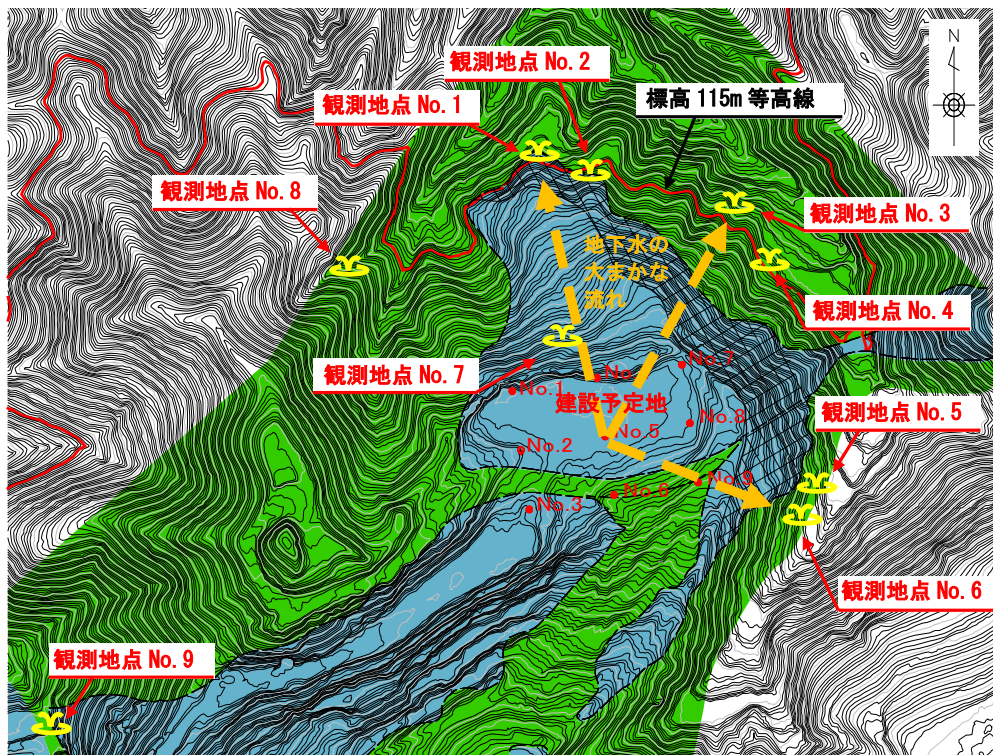 観測地点 No.2
N
観測地点 No.1
標高 115m 等高線
観測地点 No.8
観測地点 No.3
地下水の
大まかな
流れ
観測地点 No.4
観測地点 No.7
No.7
No.1
No
建設予定地
No.8
観測地点 No.5
No.5
No.2
No.9
No.6
No.3
観測地点 No.6
観測地点 No.9